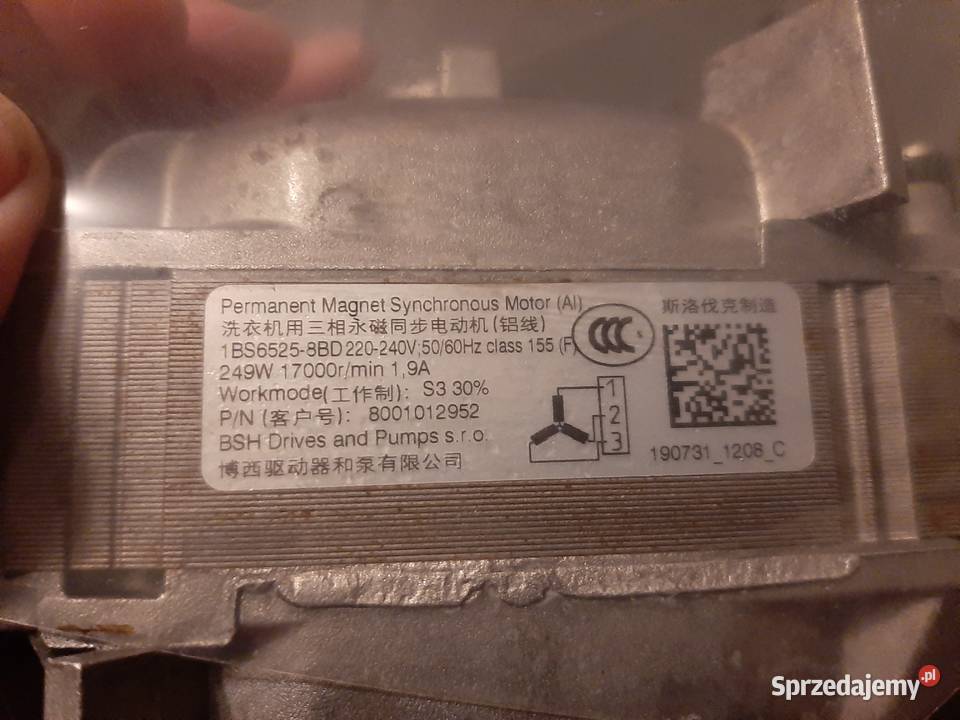 Permanent Magnet Synchronous Motor (Al)
洗衣机用三相永磁同步电动机(铝线)
1BS6525-8BD 220-240V;50/60Hz class 155 (F)
249W 17000r/min 1,9A
Workmode(工作制): S3 30%
P/N (客户号): 8001012952
BSH Drives and Pumps s.r.o.
博西驱动器和泵有限公司
CCC S
1
2
3
斯洛伐克制造
190731_1208_C
Sprzedajemy.pl